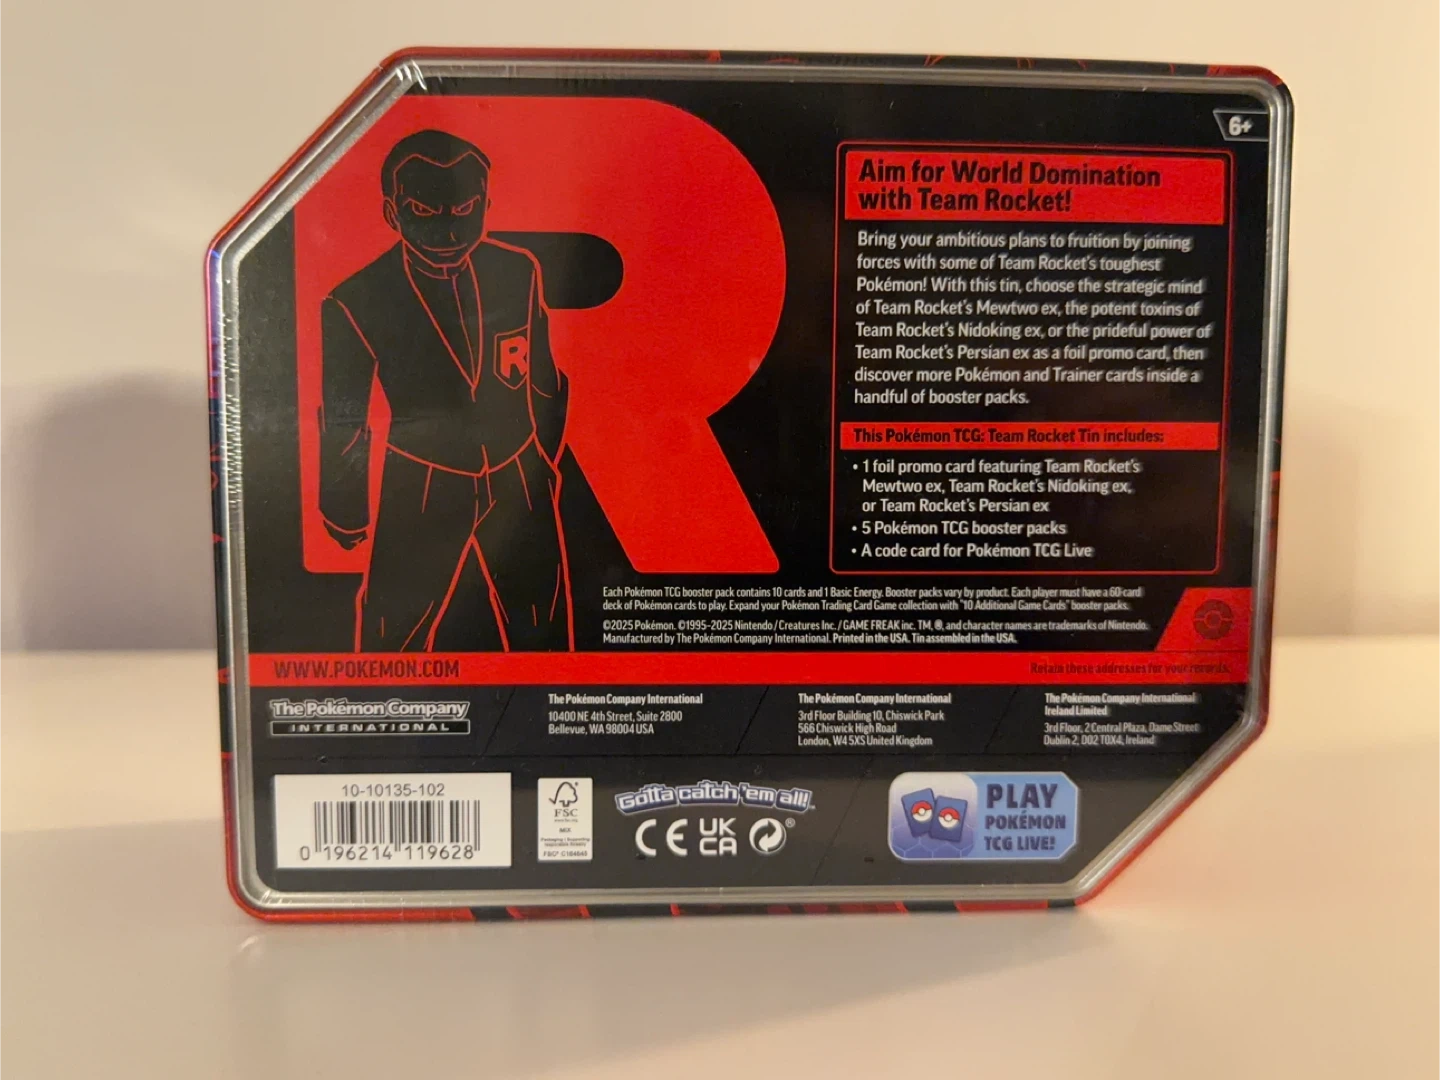 6+
Aim for World Domination
with Team Rocket!
Bring your ambitious plans to fruition by joining
forces with some of Team Rocket's toughest
Pokémon! With this tin, choose the strategic mind
of Team Rocket's Mewtwo ex, the potent toxins of
Team Rocket's Nidoking ex, or the prideful power of
Team Rocket's Persian ex as a foil promo card, then
discover more Pokémon and Trainer cards inside a
handful of booster packs.
This Pokémon TCG: Team Rocket Tin includes:
• 1 foil promo card featuring Team Rocket's
Mewtwo ex, Team Rocket's Nidoking ex,
or Team Rocket's Persian ex
• 5 Pokémon TCG booster packs
• A code card for Pokémon TCG Live
R
Each Pokémon TCG booster pack contains 10 cards and 1 Basic Energy. Booster packs vary by product. Each player must have a 60-card
deck of Pokémon cards to play. Expand your Pokémon Trading Card Game collection with "10 Additional Game Cards" booster packs.
©2025 Pokémon. ©1995-2025 Nintendo / Creatures Inc. / GAME FREAK inc. TM, ®, and character names are trademarks of Nintendo.
Manufactured by The Pokémon Company International. Printed in the USA. Tin assembled in the USA.
WWW.POKEMON.COM
Retain these addresses for your records.
The Pokémon Company
INTERNATIONAL
The Pokémon Company International
10400 NE 4th Street, Suite 2800
Bellevue, WA 98004 USA
The Pokémon Company International
3rd Floor Building 10, Chiswick Park
566 Chiswick High Road
London, W4 5XS United Kingdom
The Pokémon Company International
Ireland Limited
3rd Floor, 2 Central Plaza, Dame Street
Dublin 2, D02 T0X4, Ireland
10-10135-102
0 196214 119628
FSC
www.fsc.org
MIX
FSC® C164645
Gotta catch 'em all!™
CE UK
CA
®
PLAY
POKÉMON
TCG LIVE!